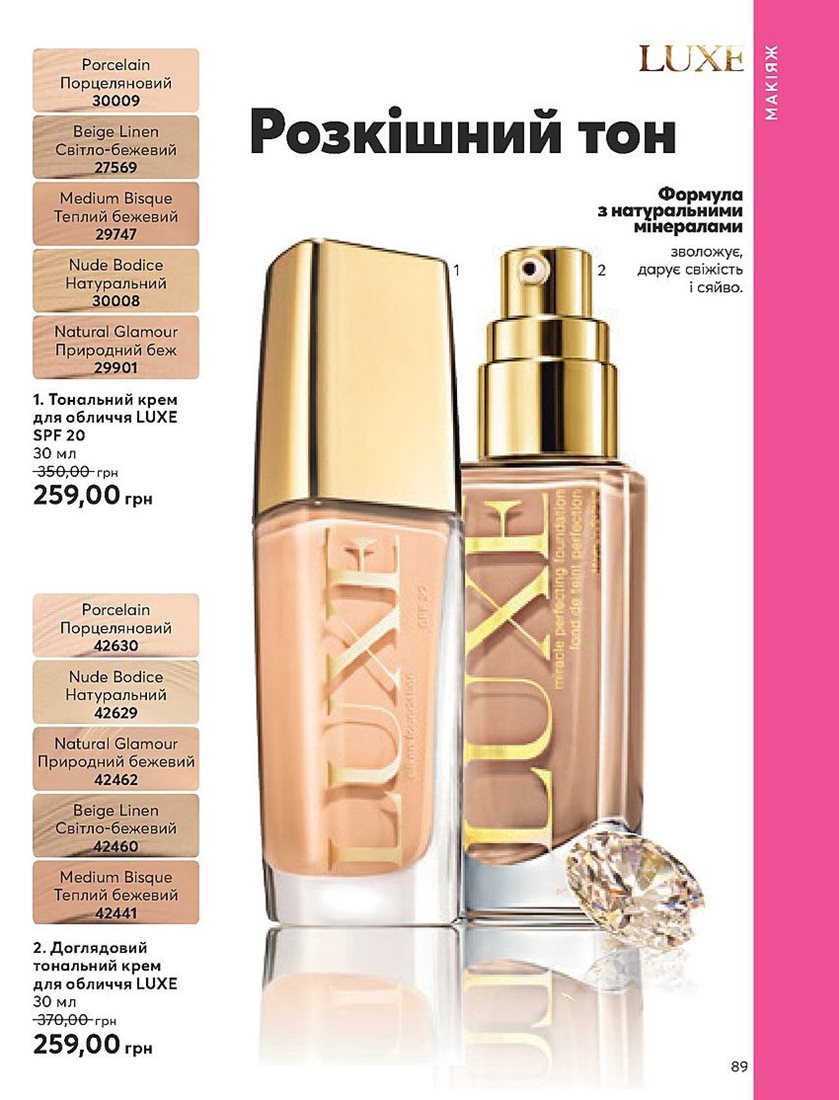 LUXE
МАКІЯЖ
Розкішний тон
Формула
з натуральними
мінералами
зволожує,
дарує свіжість
і сяйво.
Porcelain
Порцеляновий
30009
Beige Linen
Світло-бежевий
27569
Medium Bisque
Теплий бежевий
29747
Nude Bodice
Натуральний
30008
Natural Glamour
Природний беж
29901
1. Тональний крем
для обличчя LUXE
SPF 20
30 мл
350,00 грн
259,00 грн
1
2
LUXE
LUXE
miracle perfecting foundation
fond de teint perfection
Porcelain
Порцеляновий
42630
Nude Bodice
Натуральний
42629
Natural Glamour
Природний бежевий
42462
Beige Linen
Світло-бежевий
42460
Medium Bisque
Теплий бежевий
42441
2. Доглядовий
тональний крем
для обличчя LUXE
30 мл
370,00 грн
259,00 грн
89